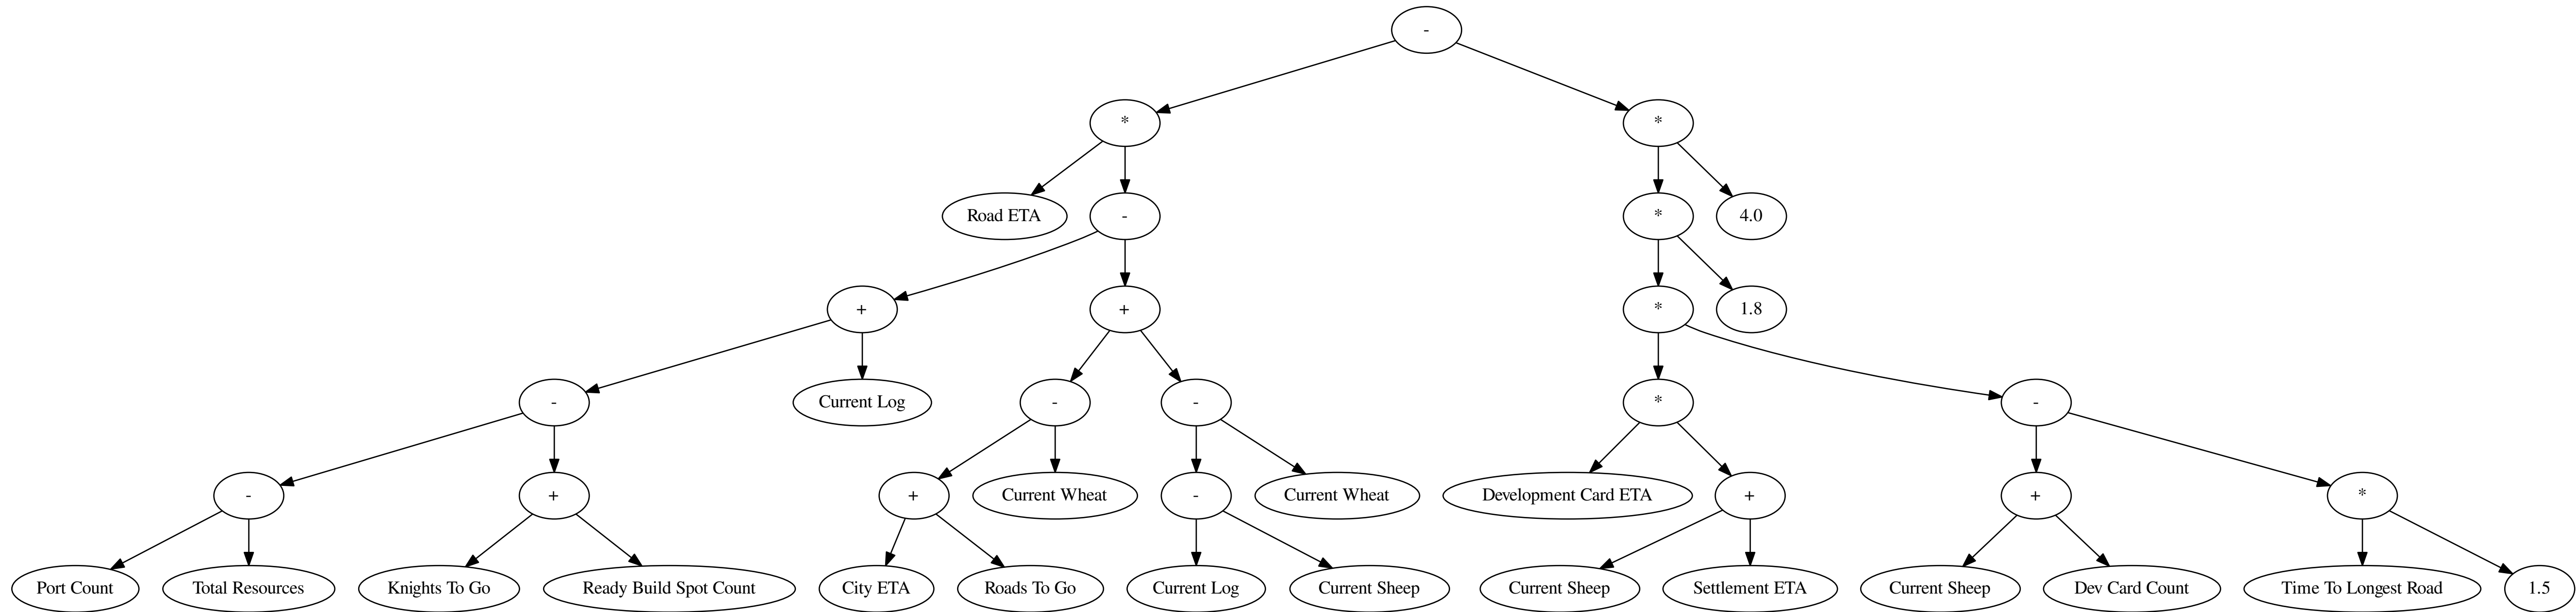 -
* *
Road ETA - * 4.0
+ + * 1.8
- Current Log - - * -
- + + Current Wheat - Current Wheat Development Card ETA + + *
Port Count Total Resources Knights To Go Ready Build Spot Count City ETA Roads To Go Current Log Current Sheep Current Sheep Settlement ETA Current Sheep Dev Card Count Time To Longest Road 1.5